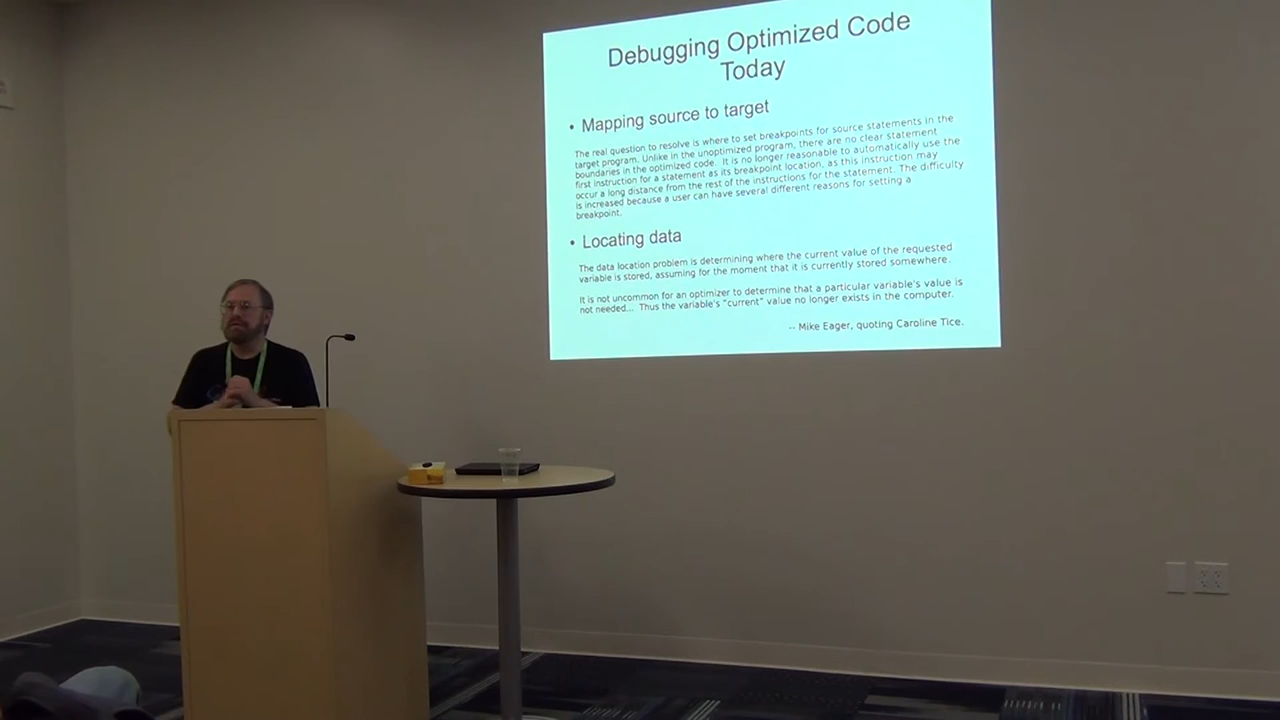 Debugging Optimized Code
Today
• Mapping source to target
The real question to resolve is where to set breakpoints for source statements in the
target program. Unlike in the unoptimized program, there are no clear statement
boundaries in the optimized code. It is no longer reasonable to automatically use the
first instruction for a statement as its breakpoint location, as this instruction may
occur a long distance from the rest of the instructions for the statement. The difficulty
is increased because a user can have several different reasons for setting a
breakpoint.
• Locating data
The data location problem is determining where the current value of the requested
variable is stored, assuming for the moment that it is currently stored somewhere.
It is not uncommon for an optimizer to determine that a particular variable's value is
not needed... Thus the variable's "current" value no longer exists in the computer.
-- Mike Eager, quoting Caroline Tice.